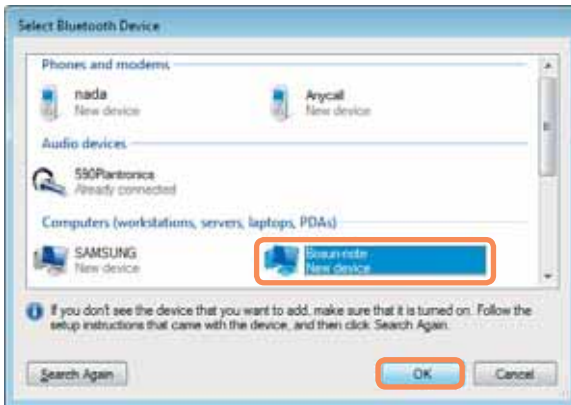 Select Bluetooth Device
Phones and modems
nada
New device
Anycall
New device
Audio devices
590Plantronics
Already connected
Computers (workstations, servers, laptops, PDAs)
SAMSUNG
New device
Bosun-note
New device
If you don't see the device that you want to add, make sure that it is turned on. Follow the
setup instructions that came with the device, and then click Search Again.
Search Again
OK
Cancel